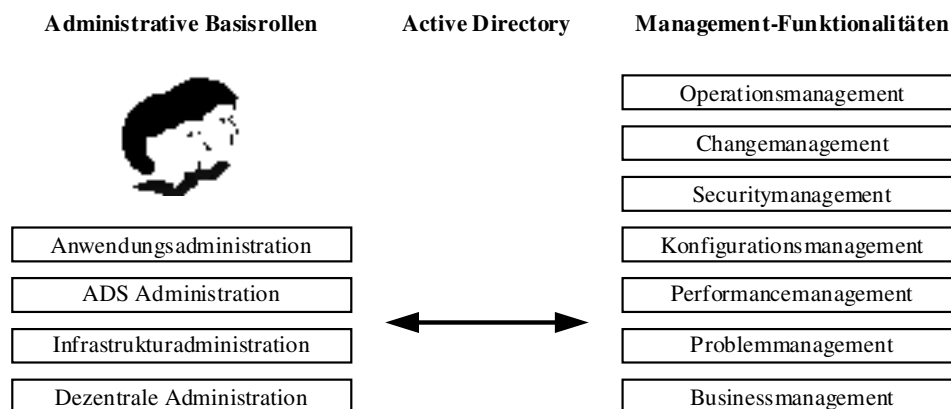 Administrative Basisrollen
Active Directory
Management-Funktionalitäten
Operationsmanagement
Changemanagement
Securitymanagement
Anwendungsadministration
Konfigurationsmanagement
ADS Administration
Performancemanagement
Infrastrukturadministration
Problemmanagement
Dezentrale Administration
Businessmanagement